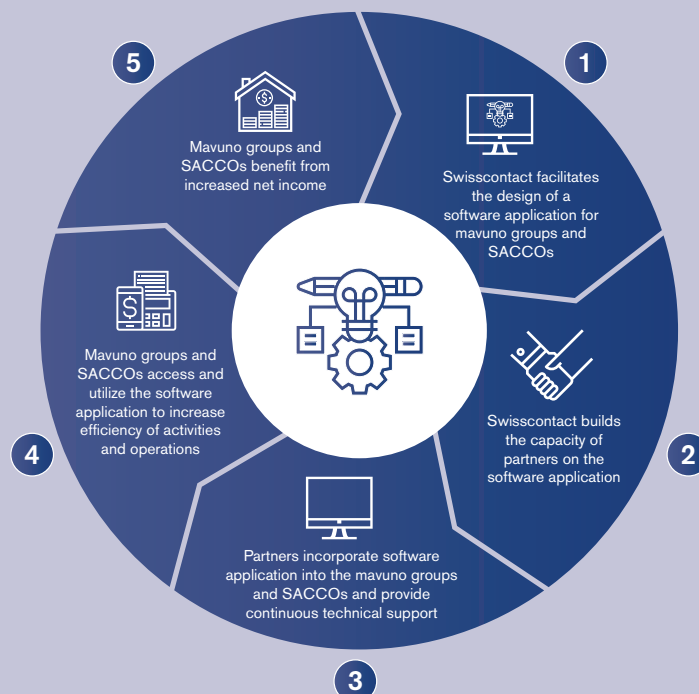 1
Swisscontact facilitates
the design of a
software application for
mavuno groups and
SACCOs
2
Swisscontact builds
the capacity of
partners on the
software application
3
Partners incorporate software
application into the mavuno groups
and SACCOs and provide
continuous technical support
4
Mavuno groups and
SACCOs access and
utilize the software
application to increase
efficiency of activities
and operations
5
Mavuno groups and
SACCOs benefit from
increased net income
$
$